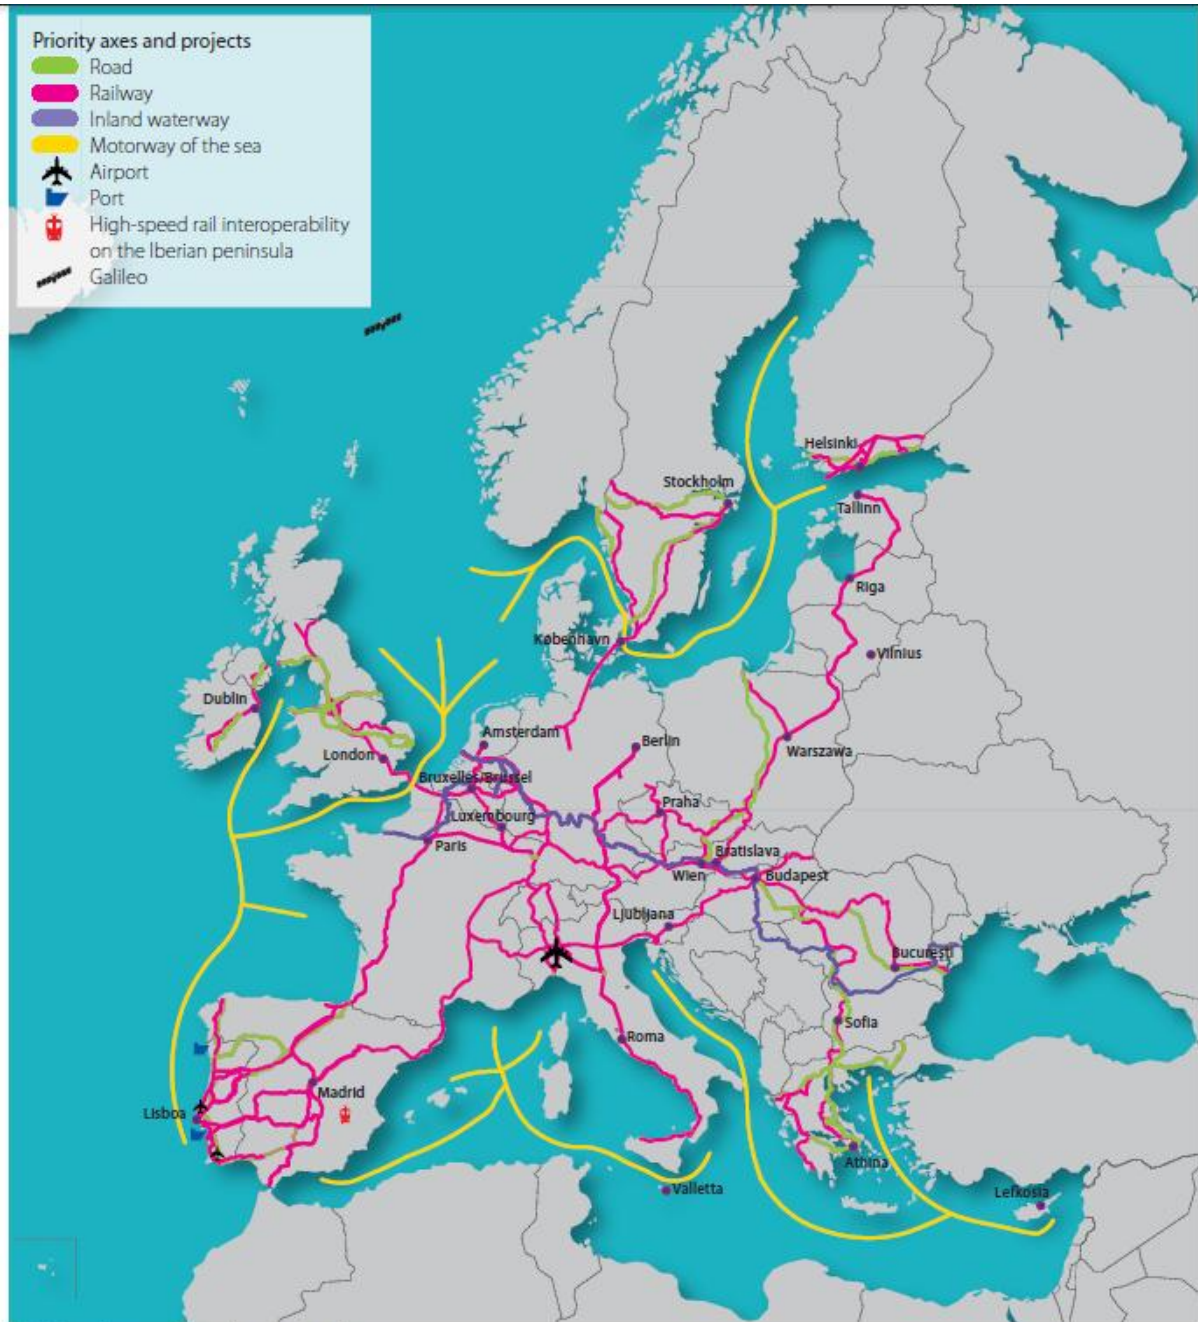 Priority axes and projects
Road
Railway
Inland waterway
Motorway of the sea
Airport
Port
High-speed rail interoperability
on the Iberian peninsula
Galileo
Helsinki
Stockholm
Tallinn
Riga
København
Vilnius
Dublin
Amsterdam
Berlin
Warszawa
London
Bruxelles/Brussel
Praha
Luxembourg
Paris
Bratislava
Wien
Budapest
Ljubljana
Bucureşti
Sofia
Roma
Madrid
Lisboa
Athina
Valletta
Lefkosia